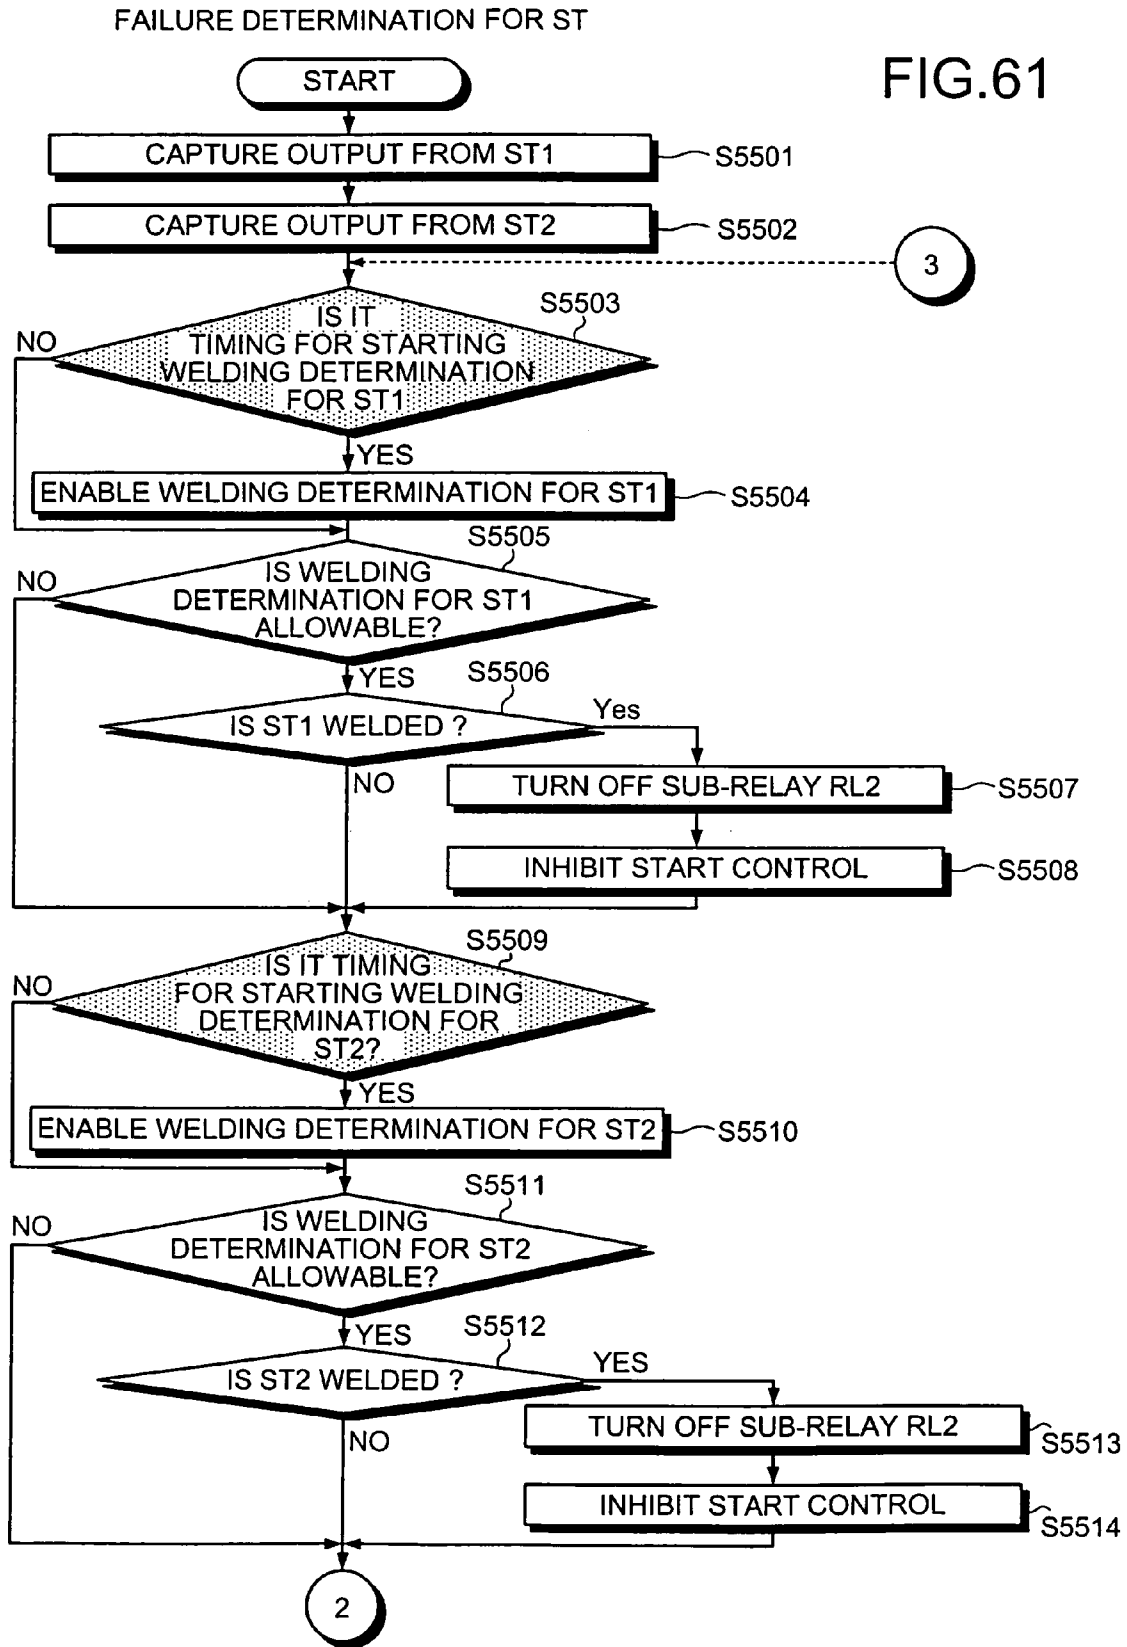 FAILURE DETERMINATION FOR ST
FIG.61
START
CAPTURE OUTPUT FROM ST1
S5501
CAPTURE OUTPUT FROM ST2
S5502
3
S5503
NO
IS IT
TIMING FOR STARTING
WELDING DETERMINATION
FOR ST1
YES
ENABLE WELDING DETERMINATION FOR ST1
S5504
S5505
NO
IS WELDING
DETERMINATION FOR ST1
ALLOWABLE?
YES
S5506
IS ST1 WELDED ?
Yes
NO
TURN OFF SUB-RELAY RL2
S5507
INHIBIT START CONTROL
S5508
S5509
NO
IS IT TIMING
FOR STARTING WELDING
DETERMINATION FOR
ST2?
YES
ENABLE WELDING DETERMINATION FOR ST2
S5510
S5511
NO
IS WELDING
DETERMINATION FOR ST2
ALLOWABLE?
YES
S5512
IS ST2 WELDED ?
YES
NO
TURN OFF SUB-RELAY RL2
S5513
INHIBIT START CONTROL
S5514
2